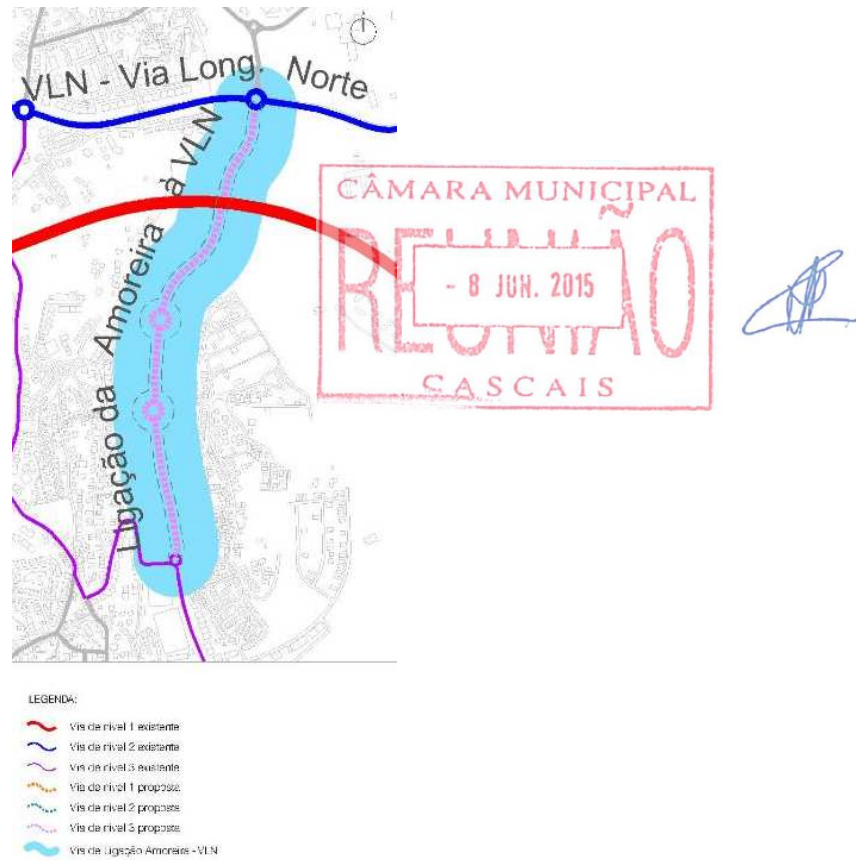 VLN - Via Long. Norte
Ligação da Amoreira à VLN
CÂMARA MUNICIPAL
REUNIÃO
- 8 JUN. 2015
CASCAIS
LEGENDA:
Via de nível 1 existente
Via de nível 2 existente
Via de nível 3 existente
Via de nível 1 proposta
Via de nível 2 proposta
Via de nível 3 proposta
Via de Ligação Amoreira - VLN